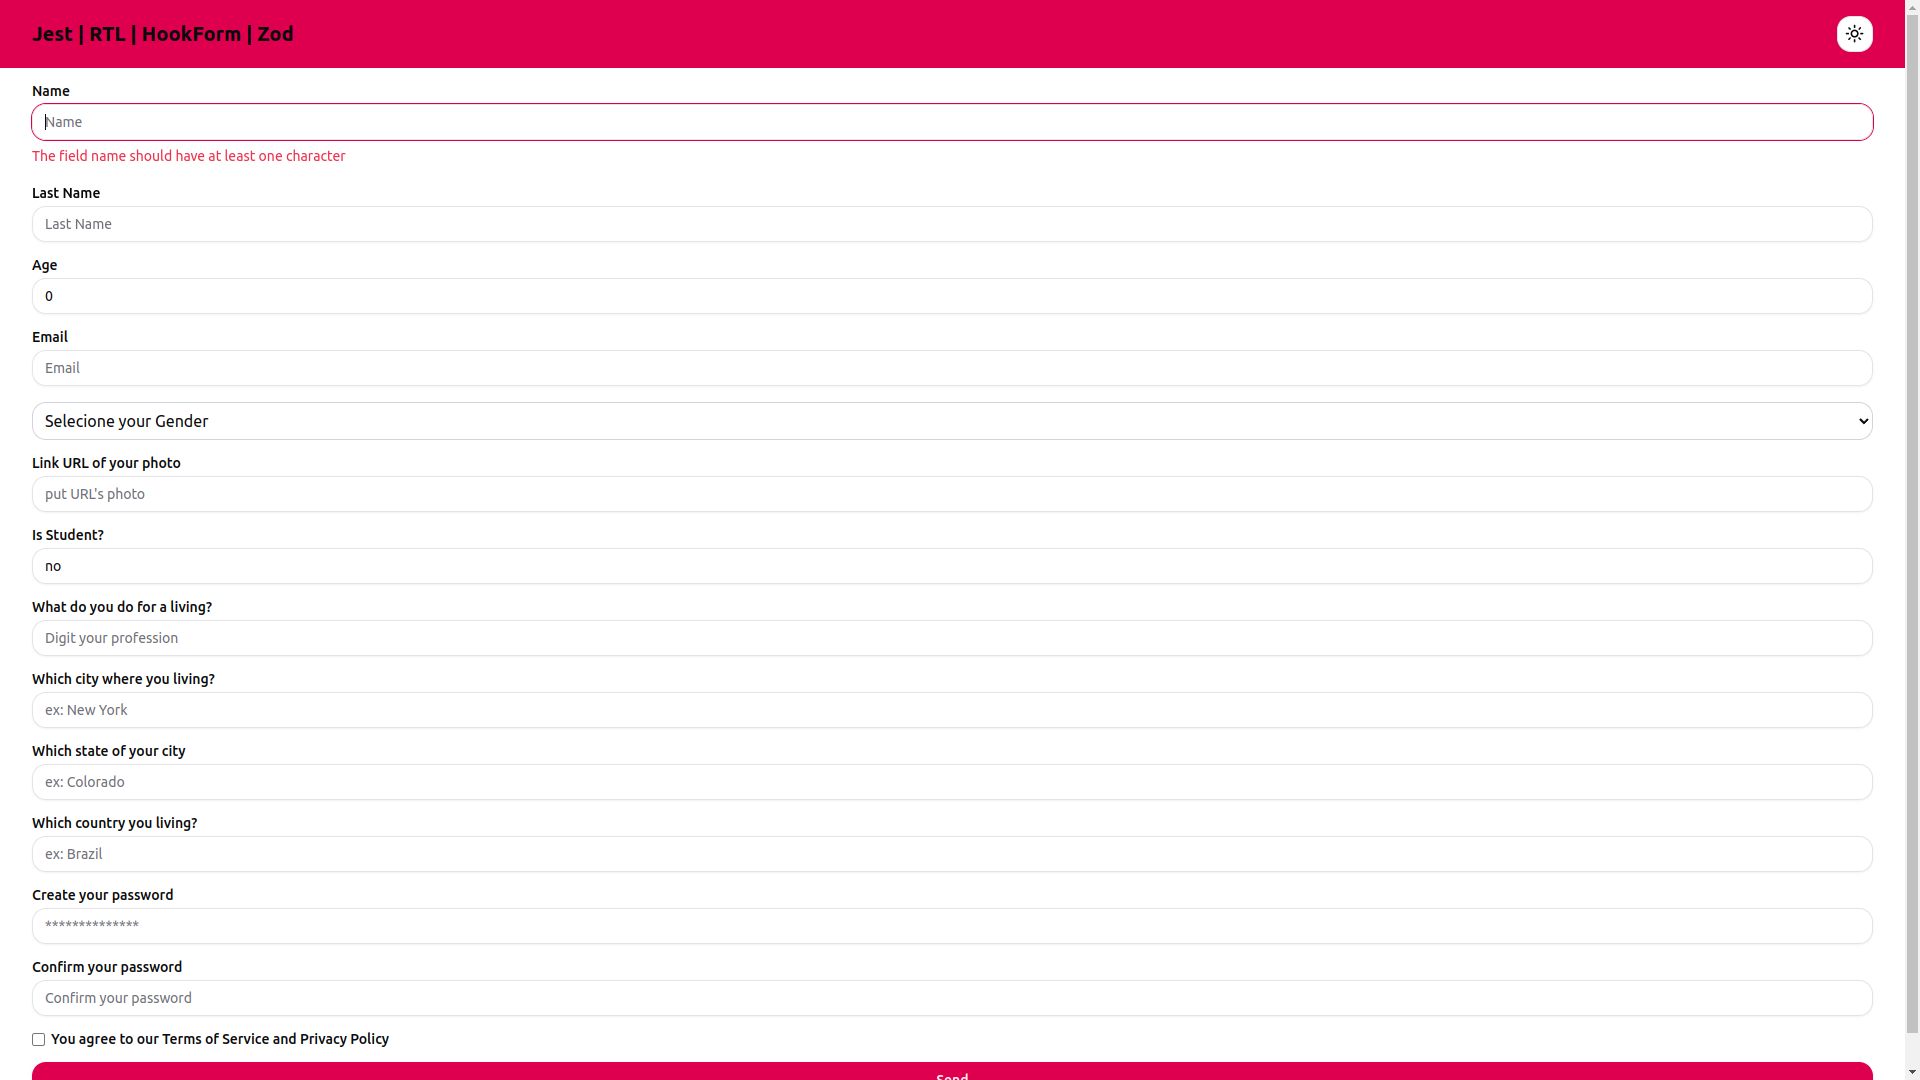 Jest | RTL | HookForm | Zod
Name
Name
The field name should have at least one character
Last Name
Last Name
Age
0
Email
Email
Selecione your Gender
Link URL of your photo
put URL's photo
Is Student?
no
What do you do for a living?
Digit your profession
Which city where you living?
ex: New York
Which state of your city
ex: Colorado
Which country you living?
ex: Brazil
Create your password
**************
Confirm your password
Confirm your password
You agree to our Terms of Service and Privacy Policy
Send